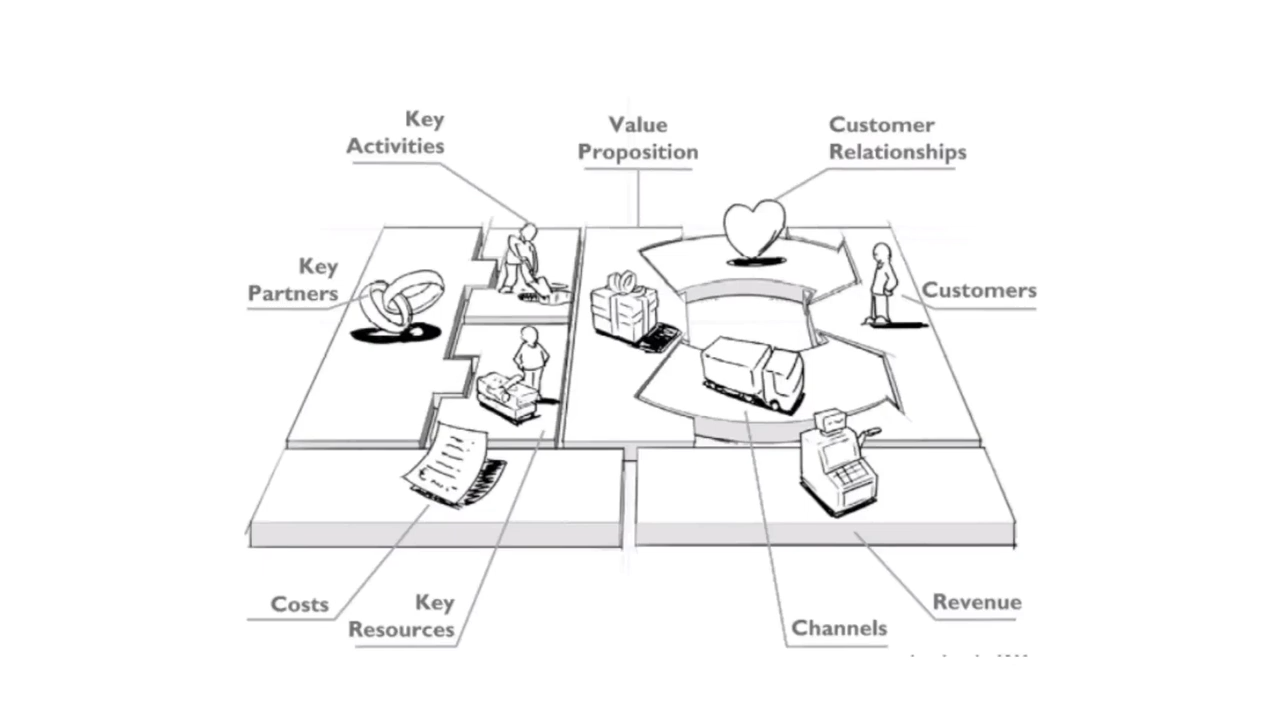 Key
Activities
Value
Proposition
Customer
Relationships
Key
Partners
Customers
Costs
Key
Resources
Channels
Revenue